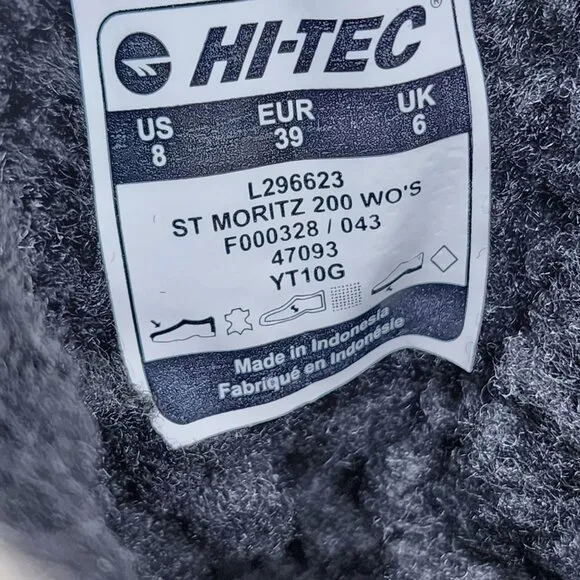 HI-TEC®
US EUR UK
8 39 6
L296623
ST MORITZ 200 WO'S
F000328 / 043
47093
YT10G
Made in Indonesia
Fabriqué en Indonésie